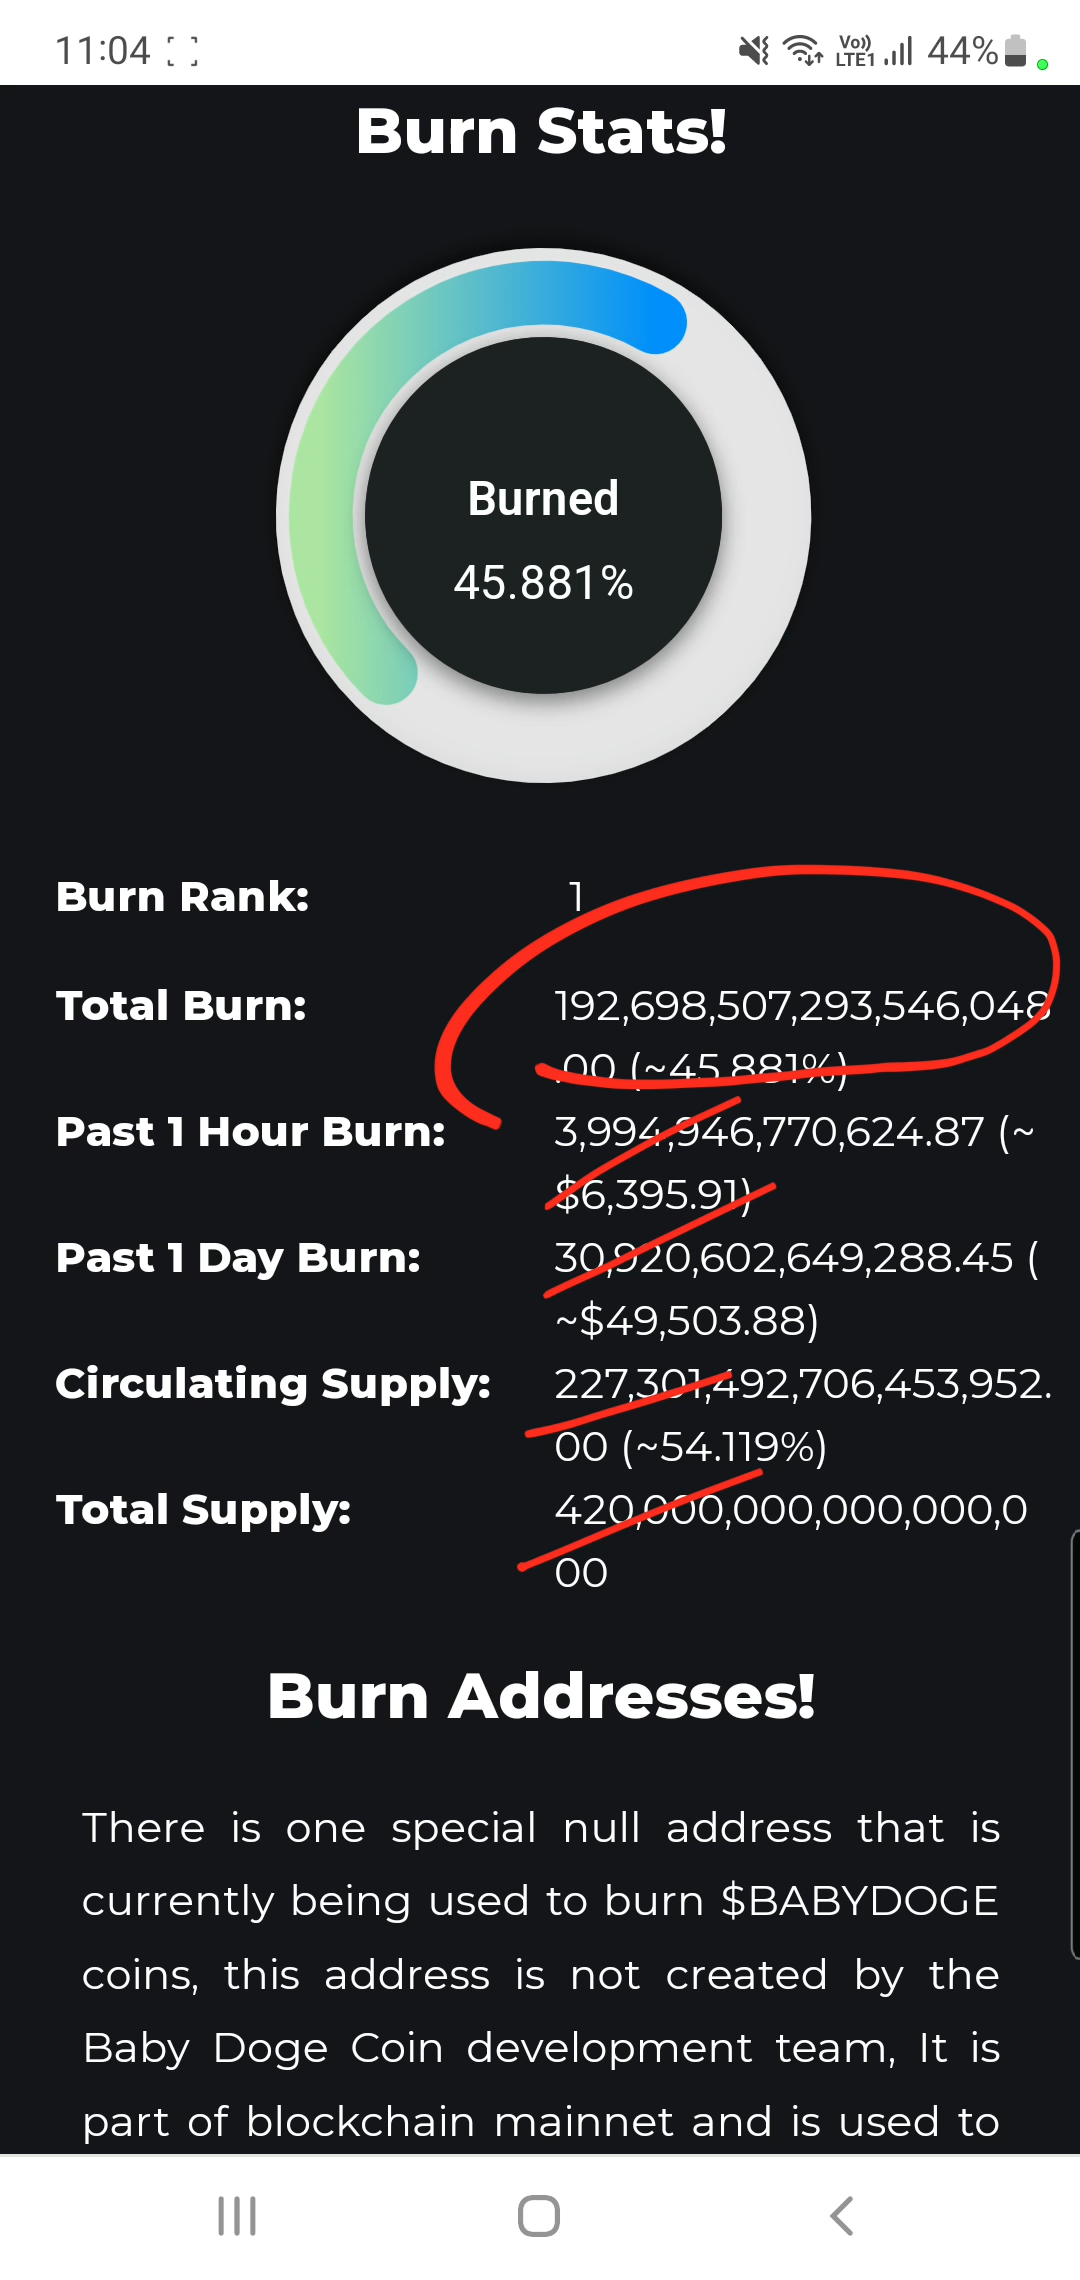 11:04
Vo))
LTE1
44%
Burn Stats!
Burned
45.881%
Burn Rank: 1
Total Burn: 192,698,507,293,546,048
.00 (~45.881%)
Past 1 Hour Burn: 3,994,946,770,624.87 (~
$6,395.91)
Past 1 Day Burn: 30,920,602,649,288.45 (
~$49,503.88)
Circulating Supply: 227,301,492,706,453,952.
00 (~54.119%)
Total Supply: 420,000,000,000,000,0
00
Burn Addresses!
There is one special null address that is
currently being used to burn $BABYDOGE
coins, this address is not created by the
Baby Doge Coin development team, It is
part of blockchain mainnet and is used to